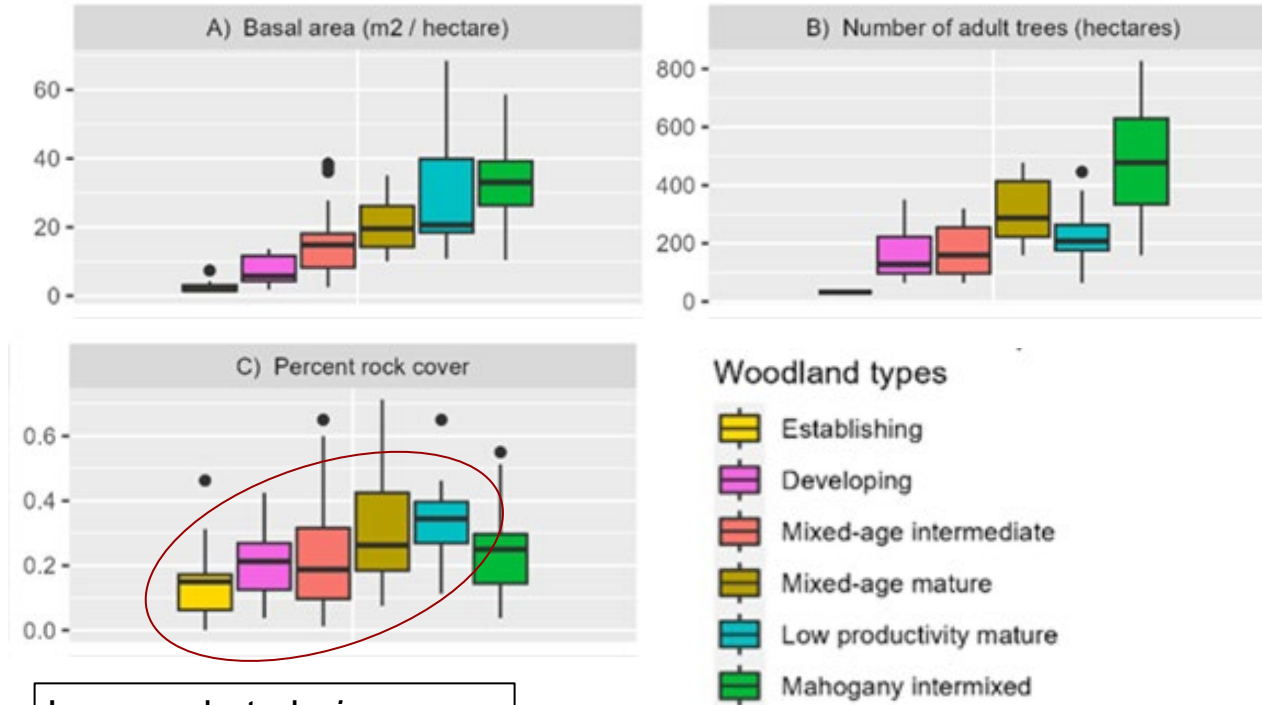 A) Basal area (m2 / hectare)
60
40
20
0
B) Number of adult trees (hectares)
800
600
400
200
0
C) Percent rock cover
0.6
0.4
0.2
0.0
Woodland types
Establishing
Developing
Mixed-age intermediate
Mixed-age mature
Low productivity mature
Mahogany intermixed